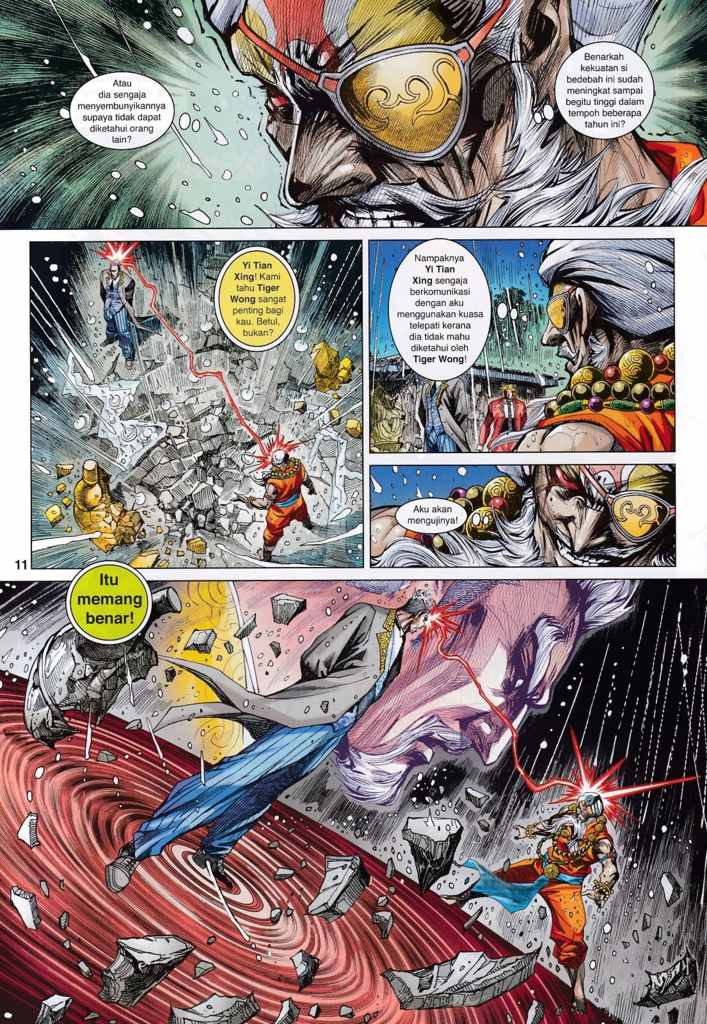 Benarkah
kekuatan si
bedebah ini sudah
meningkat sampai
begitu tinggi dalam
tempoh beberapa
tahun ini?
Atau
dia sengaja
menyembunyikannya
supaya tidak dapat
diketahui orang
lain?
Yi Tian
Xing! Kami
tahu Tiger
Wong sangat
penting bagi
kau. Betul,
bukan?
Nampaknya
Yi Tian
Xing sengaja
berkomunikasi
dengan aku
menggunakan kuasa
telepati kerana
dia tidak mahu
diketahui oleh
Tiger Wong!
Aku akan
mengujinya!
11
Itu
memang
benar!